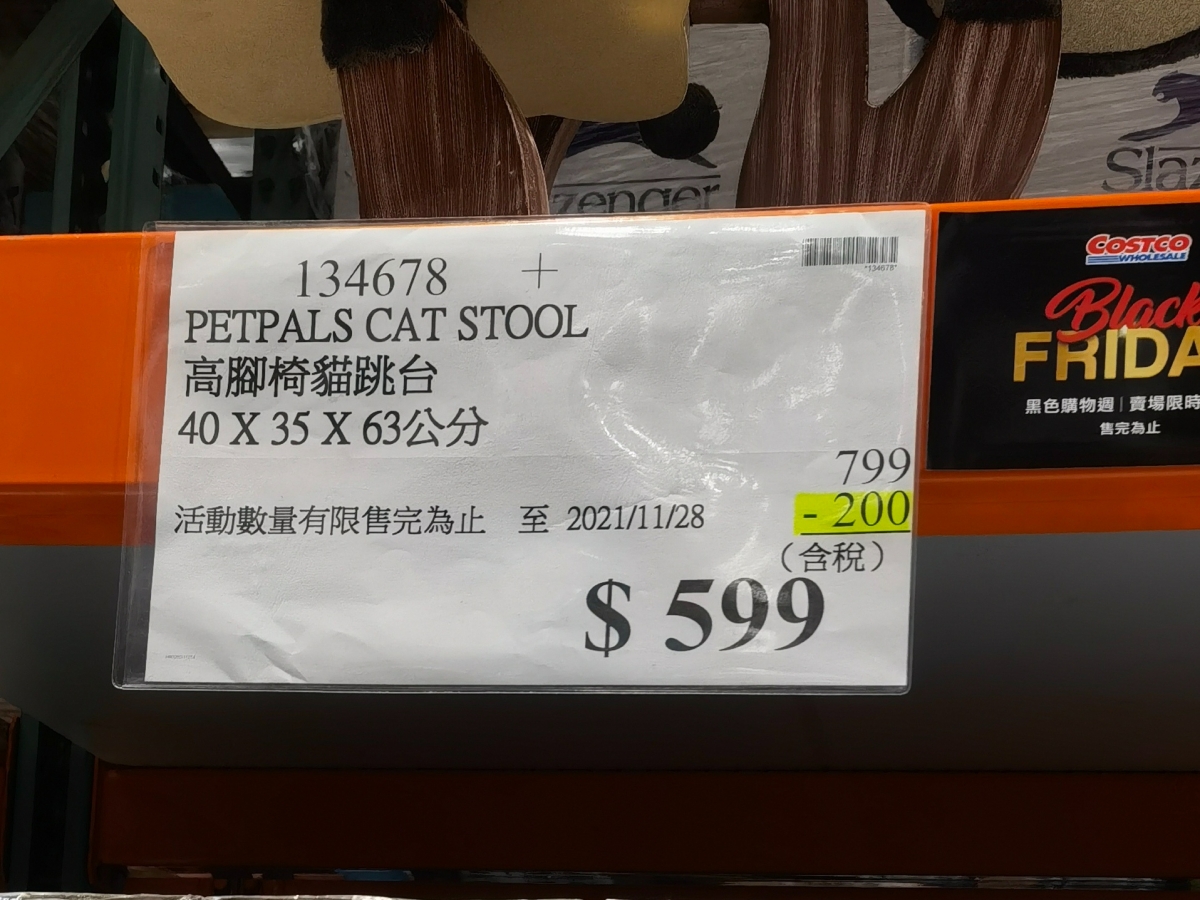 zenger
Slaz
134678 +
*134678*
PETPALS CAT STOOL
高腳椅貓跳台
40 X 35 X 63公分
799
- 200
活動數量有限售完為止 至 2021/11/28
(含稅)
$ 599
COSTCO
WHOLESALE
Black
FRIDA
黑色購物週 | 賣場限時
售完為止